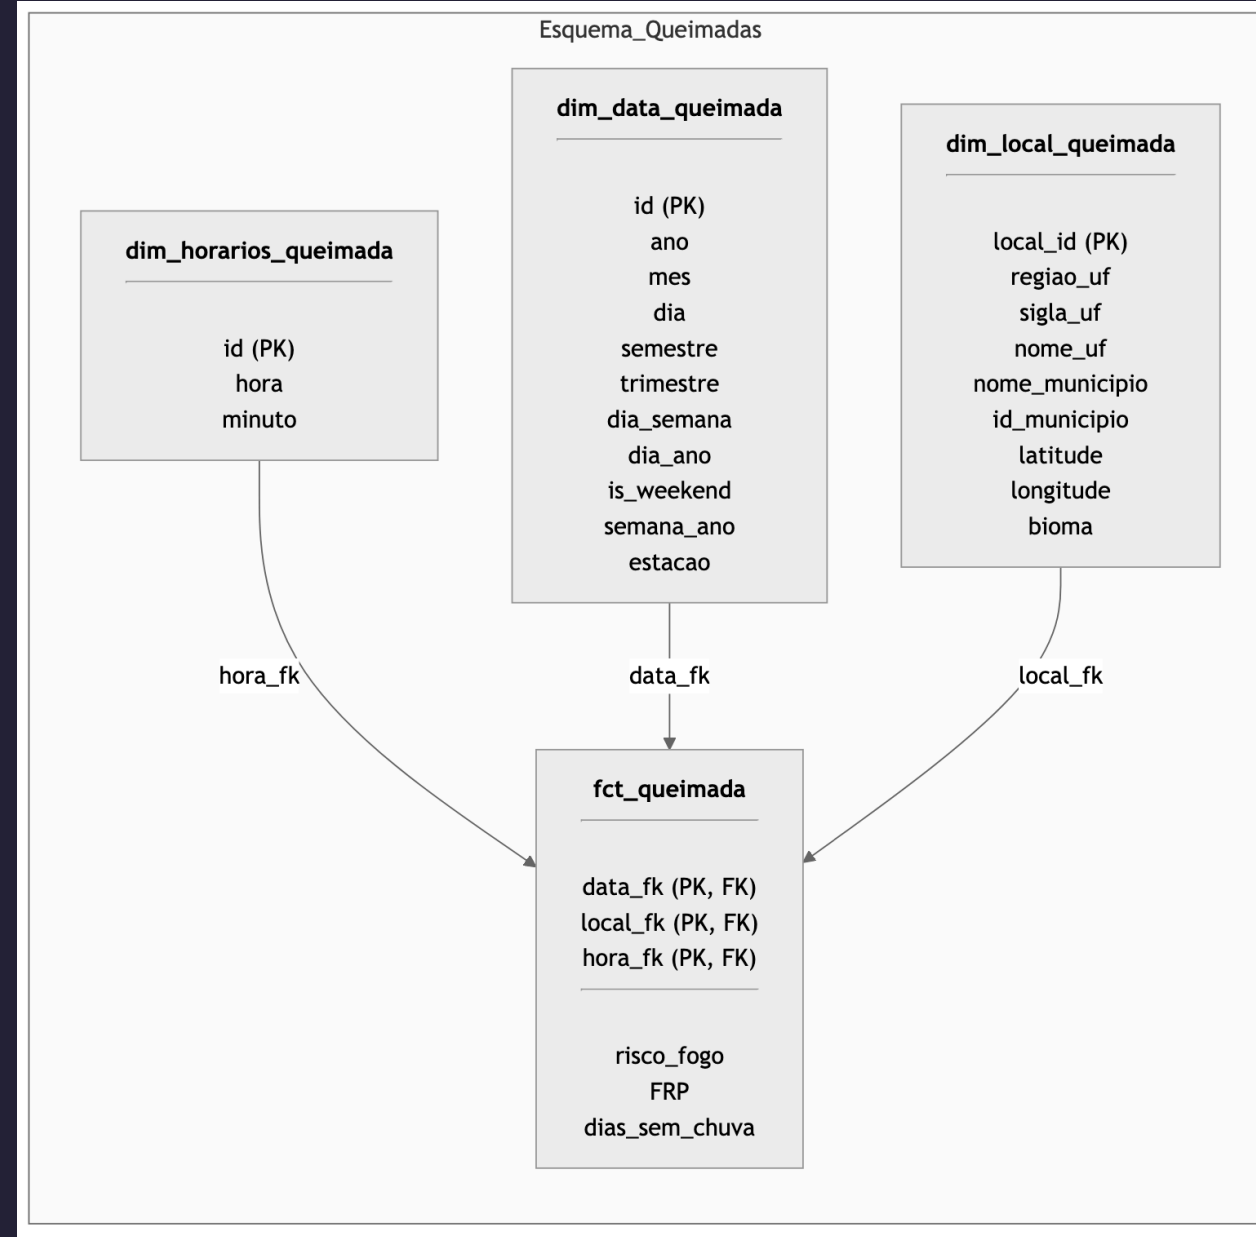 Esquema_Queimadas
dim_horarios_queimada
id (PK)
hora
minuto
dim_data_queimada
id (PK)
ano
mes
dia
semestre
trimestre
dia_semana
dia_ano
is_weekend
semana_ano
estacao
dim_local_queimada
local_id (PK)
regiao_uf
sigla_uf
nome_uf
nome_municipio
id_municipio
latitude
longitude
bioma
hora_fk
data_fk
local_fk
fct_queimada
data_fk (PK, FK)
local_fk (PK, FK)
hora_fk (PK, FK)
risco_fogo
FRP
dias_sem_chuva